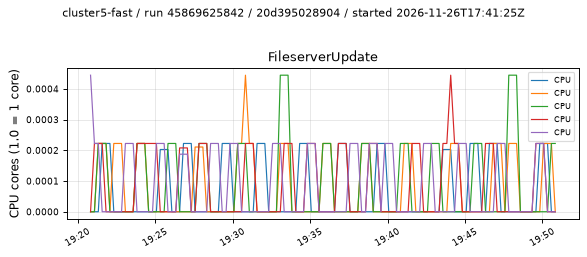 cluster5-fast / run 45869625842 / 20d395028904 / started 2026-11-26T17:41:25Z
FileserverUpdate
CPU cores (1.0 = 1 core)
0.0004
0.0003
0.0002
0.0001
0.0000
19:20
19:25
19:30
19:35
19:40
19:45
19:50
CPU
CPU
CPU
CPU
CPU